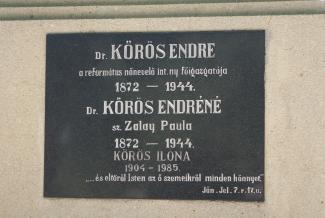 Dr. KÖRÖS ENDRE
a református nőnevelő int. ny. főigazgatója
1872 — 1944.
Dr. KÖRÖS ENDRÉNÉ
sz. Zalay Paula
1872 — 1944.
KÖRÖS ILONA
1904 - 1985.
„... és eltöröl Isten az ő szemeikről minden könnyet."
Ján. Jel. 7. r. 17. v.